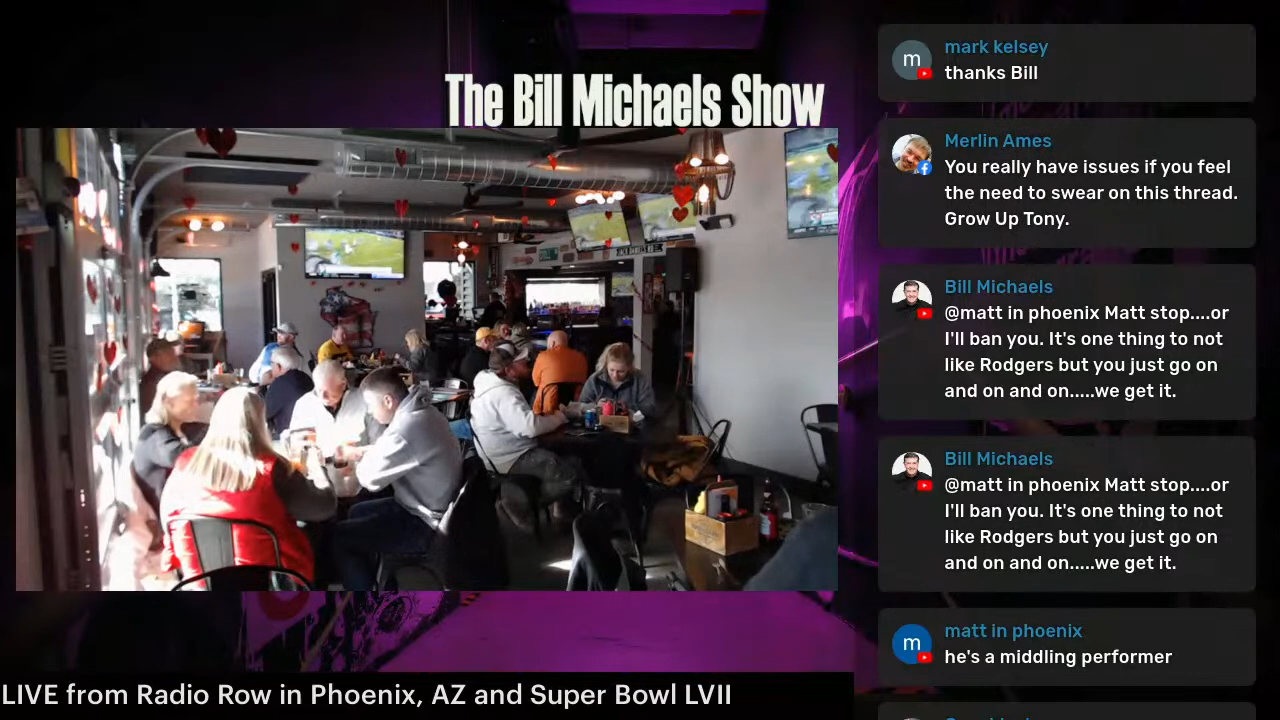 The Bill Michaels Show
LIVE from Radio Row in Phoenix, AZ and Super Bowl LVII
m
mark kelsey
thanks Bill
Merlin Ames
You really have issues if you feel
the need to swear on this thread.
Grow Up Tony.
Bill Michaels
@matt in phoenix Matt stop....or
I'll ban you. It's one thing to not
like Rodgers but you just go on
and on and on.....we get it.
Bill Michaels
@matt in phoenix Matt stop....or
I'll ban you. It's one thing to not
like Rodgers but you just go on
and on and on.....we get it.
m
matt in phoenix
he's a middling performer